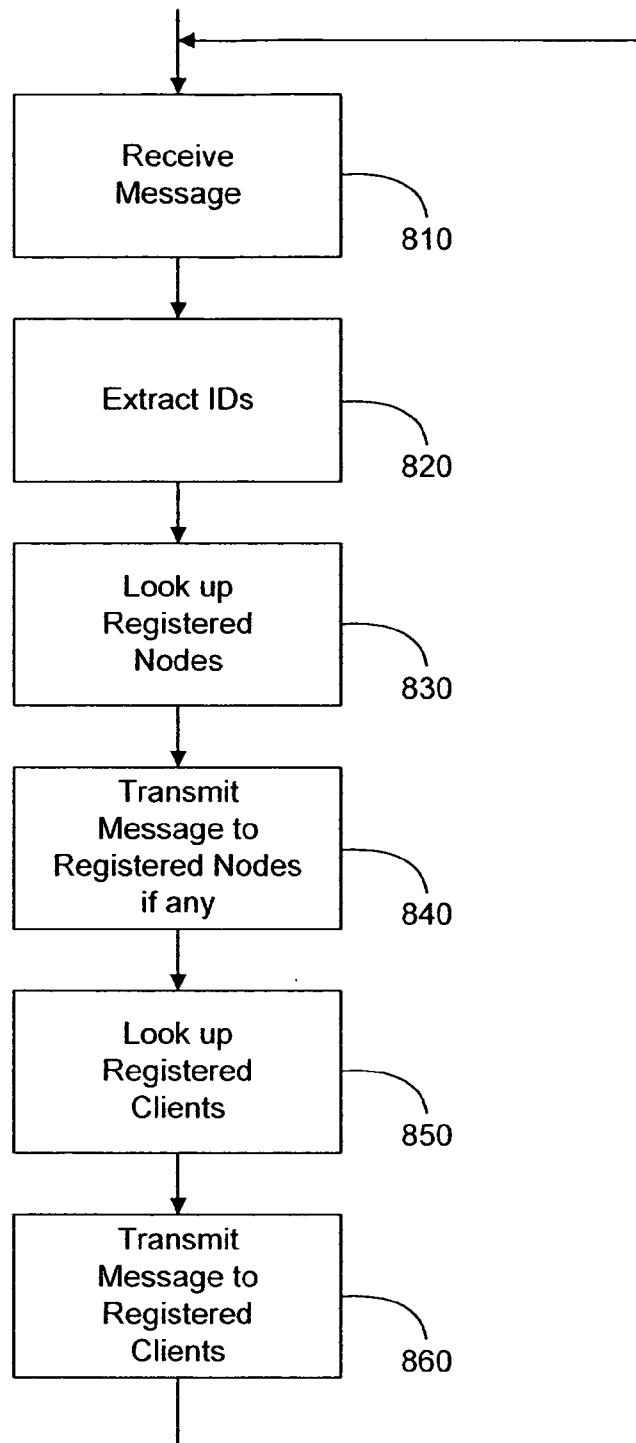 Receive
Message
810
Extract IDs
820
Look up
Registered
Nodes
830
Transmit
Message to
Registered Nodes
if any
840
Look up
Registered
Clients
850
Transmit
Message to
Registered
Clients
860